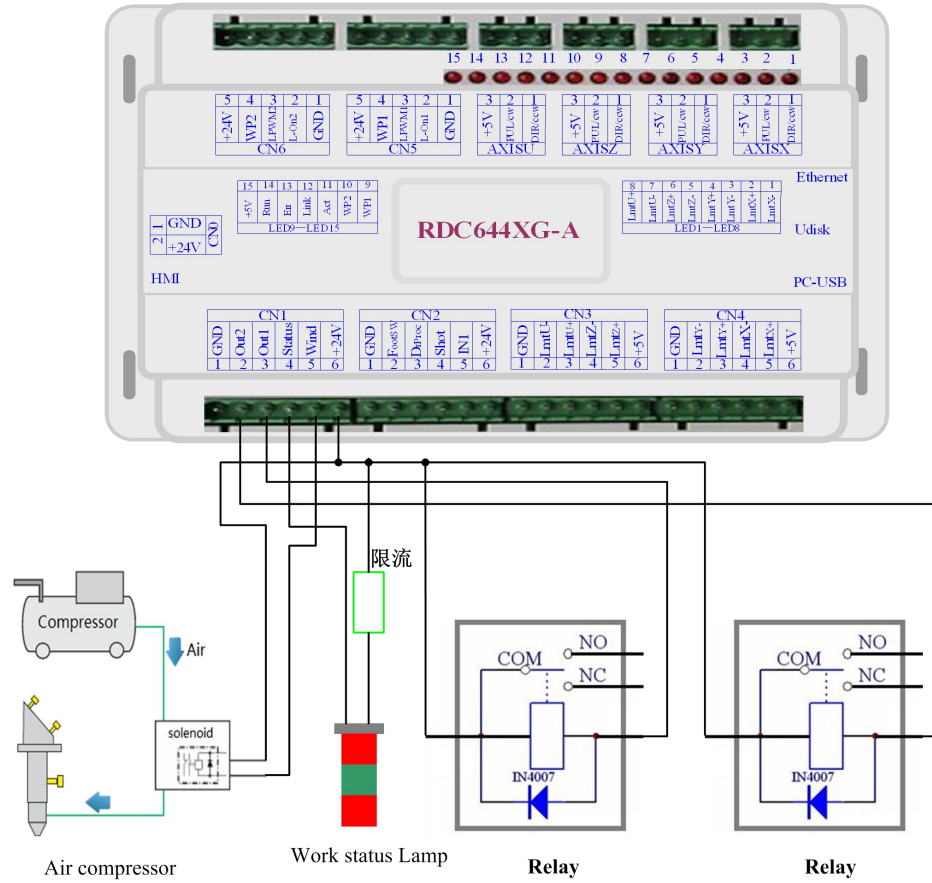 15 14 13 12 11 10 9 8 7 6 5 4 3 2 1
5 4 3 2 1
+24V WP2 LPWM2 L-On2 GND
CN6
5 4 3 2 1
+24V WP1 LPWM1 L-On1 GND
CN5
3 2 1
+5V PUL/cw DIR/ccw
AXISU
3 2 1
+5V PUL/cw DIR/ccw
AXISZ
3 2 1
+5V PUL/cw DIR/ccw
AXISY
3 2 1
+5V PUL/cw DIR/ccw
AXISX
Ethernet
15 14 13 12 11 10 9
+5V Run Err Link Act WP2 WP1
LED9—LED15
8 7 6 5 4 3 2 1
LmtU+ LmtU- LmtZ+ LmtZ- LmtY+ LmtY- LmtX+ LmtX-
LED1—LED8
RDC644XG-A
1 GND
2 +24V
CN0
Udisk
HMI
PC-USB
CN1
GND Out2 Out1 Status Wind +24V
1 2 3 4 5 6
CN2
GND FootSW DrProc Shot IN1 +24V
1 2 3 4 5 6
CN3
GND LmtU- LmtU+ LmtZ- LmtZ+ +5V
1 2 3 4 5 6
CN4
GND LmtY- LmtY+ LmtX- LmtX+ +5V
1 2 3 4 5 6
限流
Compressor
Air
solenoid
Air compressor
Work status Lamp
COM
NO
NC
IN4007
Relay
COM
NO
NC
IN4007
Relay